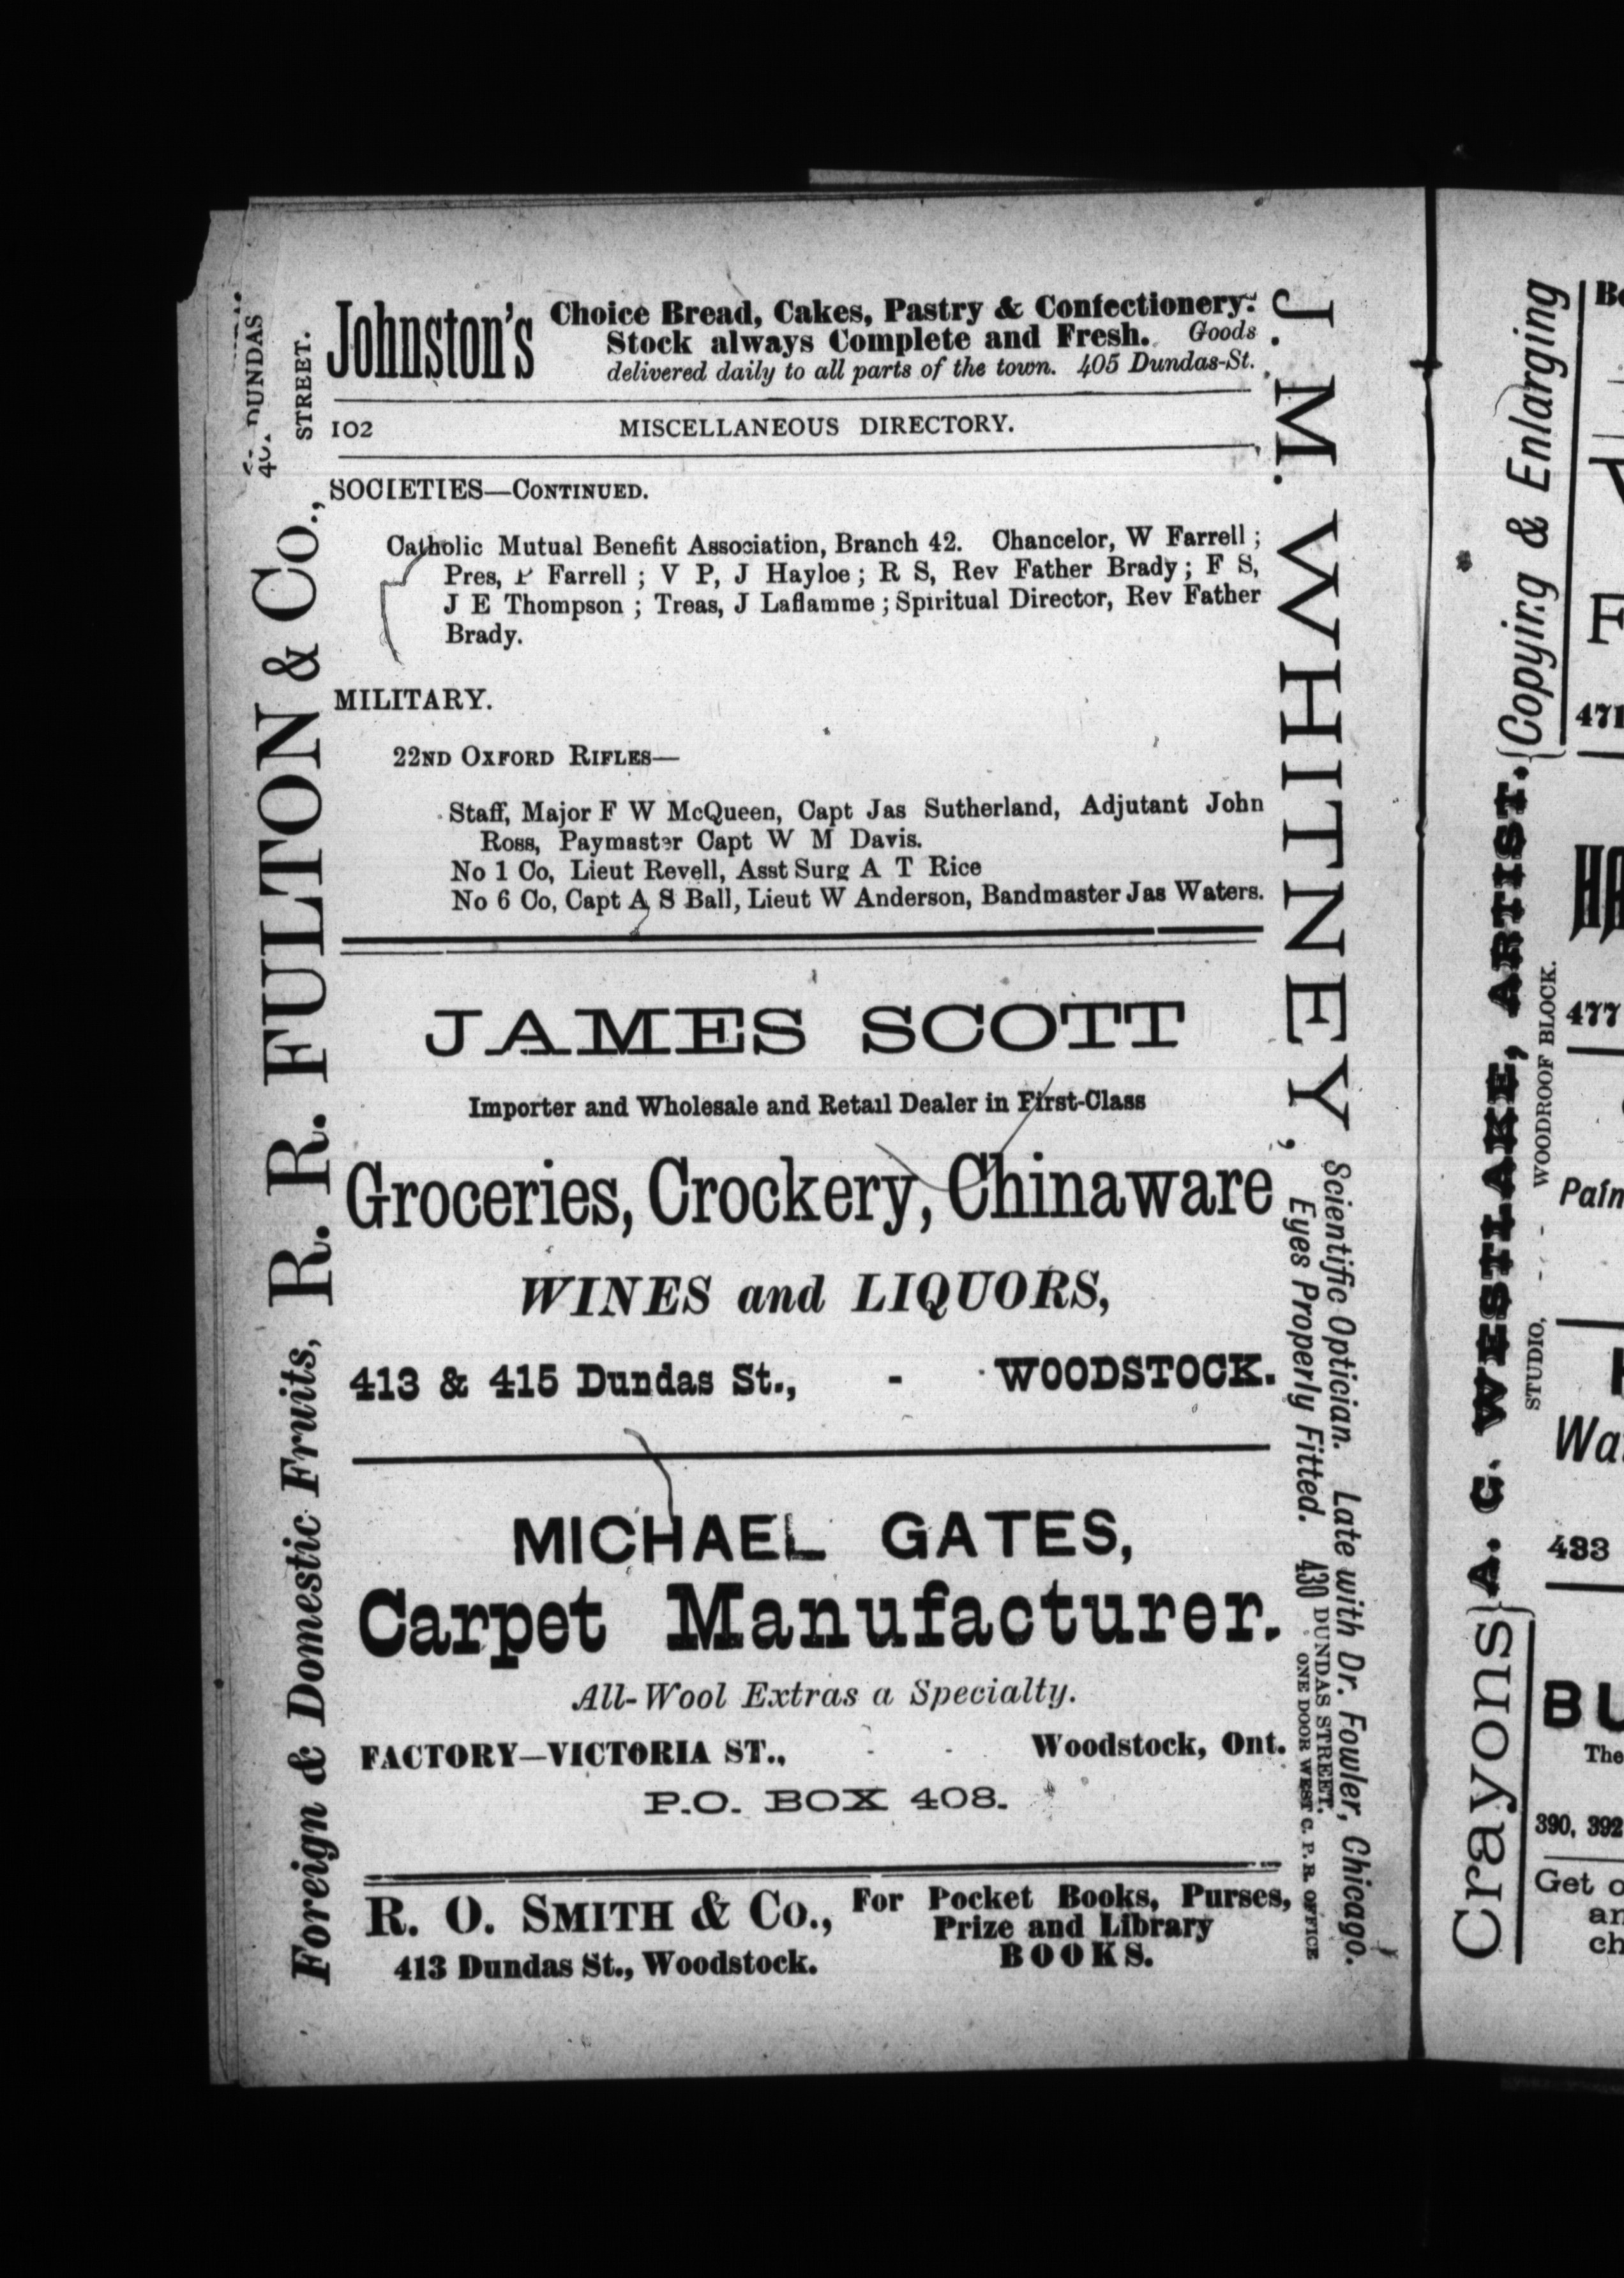 Johnston's
Choice Bread, Cakes, Pastry & Confectionery.
Stock always Complete and Fresh. Goods
delivered daily to all parts of the town. 405 Dundas-St.
102 MISCELLANEOUS DIRECTORY.
SOCIETIES—CONTINUED.
Catholic Mutual Benefit Association, Branch 42. Chancelor, W Farrell ;
Pres, P Farrell ; V P, J Hayloe ; R S, Rev Father Brady ; F S,
J E Thompson ; Treas, J Laflamme ; Spiritual Director, Rev Father
Brady.
MILITARY.
22ND OXFORD RIFLES—
Staff, Major F W McQueen, Capt Jas Sutherland, Adjutant John
Ross, Paymaster Capt W M Davis.
No 1 Co, Lieut Revell, Asst Surg A T Rice
No 6 Co, Capt A S Ball, Lieut W Anderson, Bandmaster Jas Waters.
JAMES SCOTT
Importer and Wholesale and Retail Dealer in First-Class
Groceries, Crockery, Chinaware
WINES and LIQUORS,
413 & 415 Dundas St., - WOODSTOCK.
MICHAEL GATES,
Carpet Manufacturer.
All-Wool Extras a Specialty.
FACTORY—VICTORIA ST., - - Woodstock, Ont.
P.O. BOX 408.
R. O. SMITH & CO.,
413 Dundas St., Woodstock.
For Pocket Books, Purses,
Prize and Library
BOOKS.
Foreign & Domestic Fruits, R. R. FULTON & CO.,
DUNDAS
STREET.
J. M. WHITNEY,
Scientific Optician. Late with Dr. Fowler, Chicago.
Eyes Properly Fitted. 430
DUNDAS STREET.
ONE DOOR WEST C. P. R. OFFICE
Crayons} A. C. WESTLAKE, ARTIST. {Copying & Enlarging
STUDIO, - - WOODROOF BLOCK.
471
477
433
390, 392
The
Get